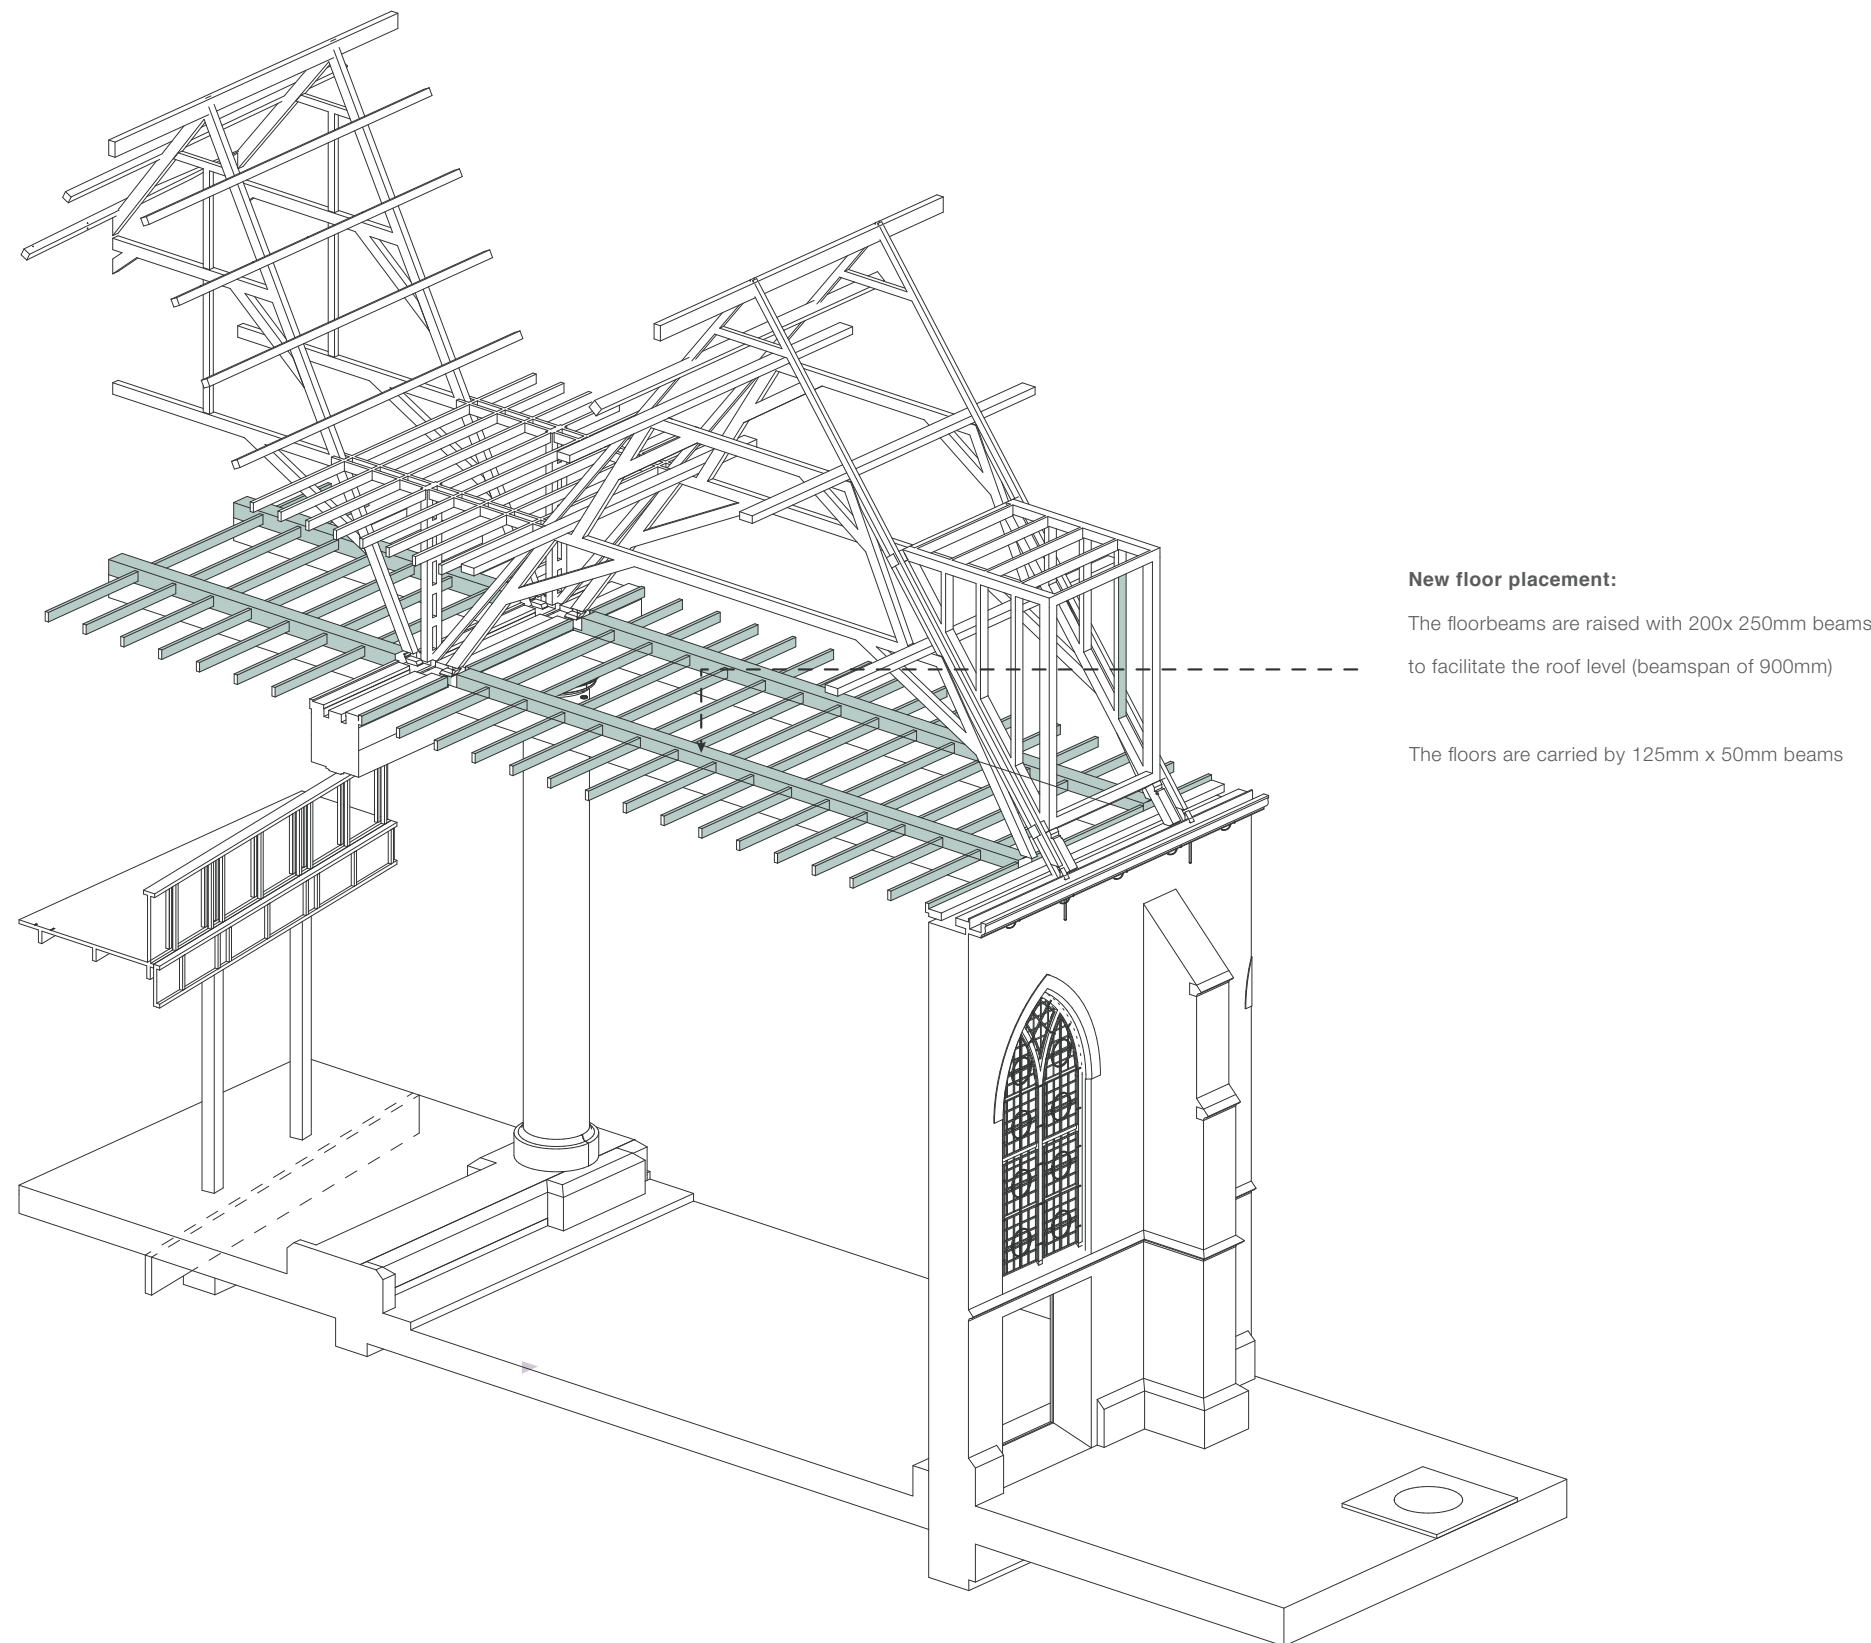 New floor placement:
The floorbeams are raised with 200x 250mm beams
to facilitate the roof level (beamspan of 900mm)
The floors are carried by 125mm x 50mm beams